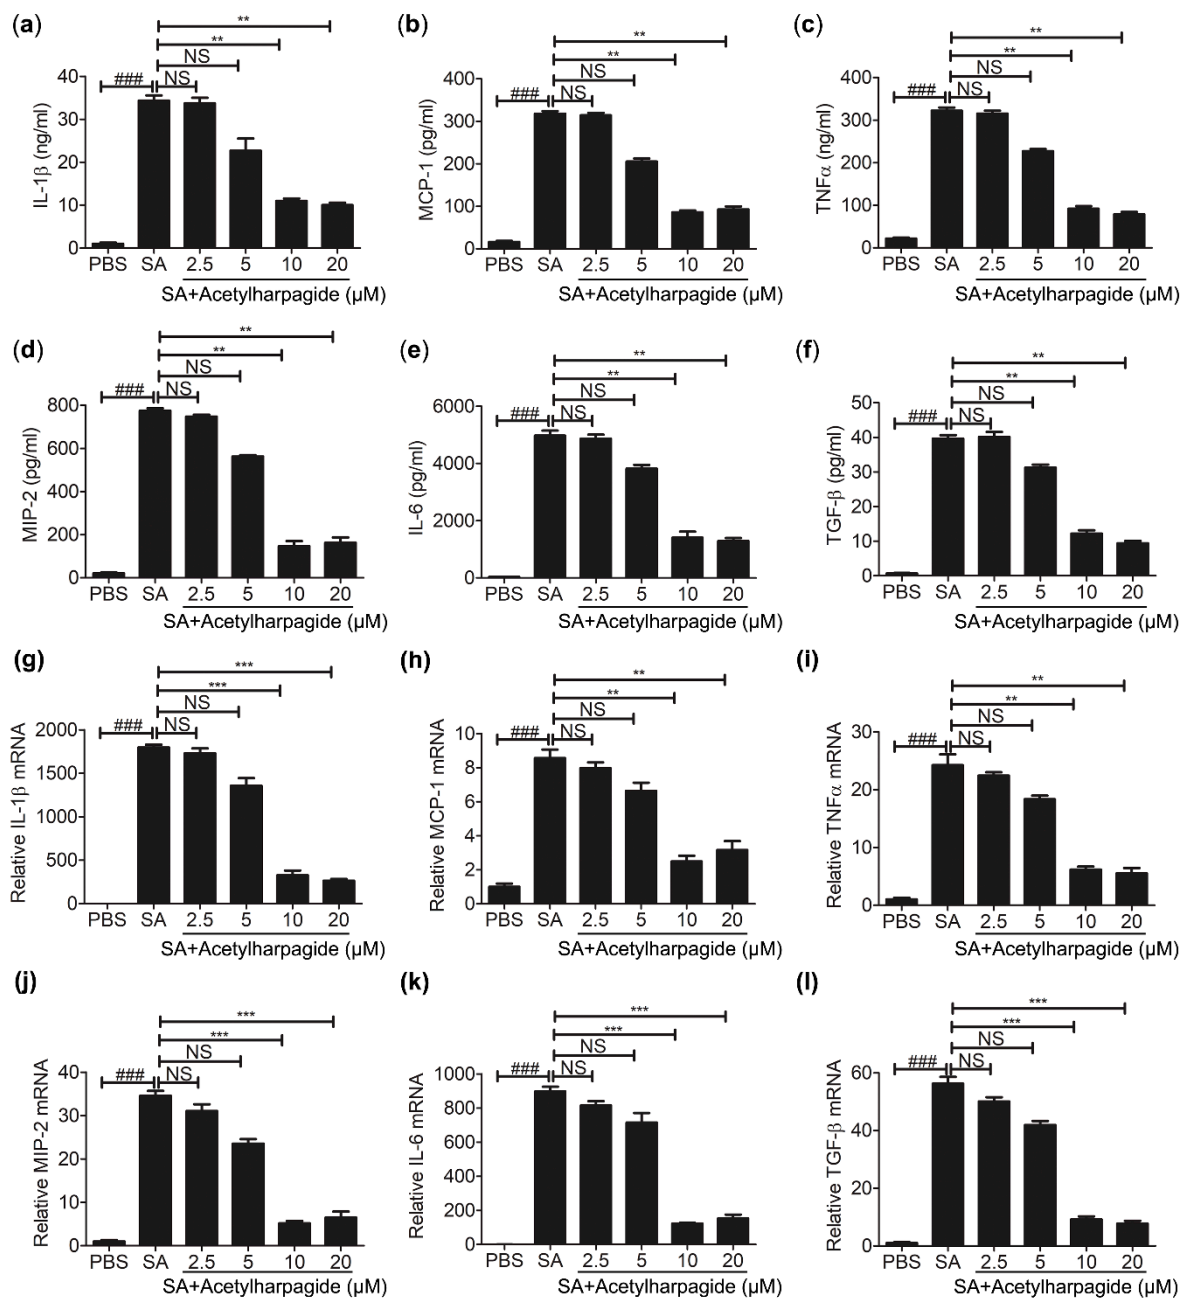 (a)
**
**
NS
### NS
40
30
20
10
0
IL-1β (ng/ml)
PBS SA 2.5 5 10 20
SA+Acetylharpagide (µM)
(b)
**
**
NS
### NS
400
300
200
100
0
MCP-1 (pg/ml)
PBS SA 2.5 5 10 20
SA+Acetylharpagide (µM)
(c)
**
**
NS
### NS
400
300
200
100
0
TNFα (ng/ml)
PBS SA 2.5 5 10 20
SA+Acetylharpagide (µM)
(d)
**
**
NS
### NS
800
600
400
200
0
MIP-2 (pg/ml)
PBS SA 2.5 5 10 20
SA+Acetylharpagide (µM)
(e)
**
**
NS
### NS
6000
4000
2000
0
IL-6 (pg/ml)
PBS SA 2.5 5 10 20
SA+Acetylharpagide (µM)
(f)
**
**
NS
### NS
50
40
30
20
10
0
TGF-β (pg/ml)
PBS SA 2.5 5 10 20
SA+Acetylharpagide (µM)
(g)
***
***
NS
### NS
2000
1500
1000
500
0
Relative IL-1β mRNA
PBS SA 2.5 5 10 20
SA+Acetylharpagide (µM)
(h)
**
**
NS
### NS
10
8
6
4
2
0
Relative MCP-1 mRNA
PBS SA 2.5 5 10 20
SA+Acetylharpagide (µM)
(i)
**
**
NS
### NS
30
20
10
0
Relative TNFα mRNA
PBS SA 2.5 5 10 20
SA+Acetylharpagide (µM)
(j)
***
***
NS
### NS
40
30
20
10
0
Relative MIP-2 mRNA
PBS SA 2.5 5 10 20
SA+Acetylharpagide (µM)
(k)
***
***
NS
### NS
1000
800
600
400
200
0
Relative IL-6 mRNA
PBS SA 2.5 5 10 20
SA+Acetylharpagide (µM)
(l)
***
***
NS
### NS
60
40
20
0
Relative TGF-β mRNA
PBS SA 2.5 5 10 20
SA+Acetylharpagide (µM)